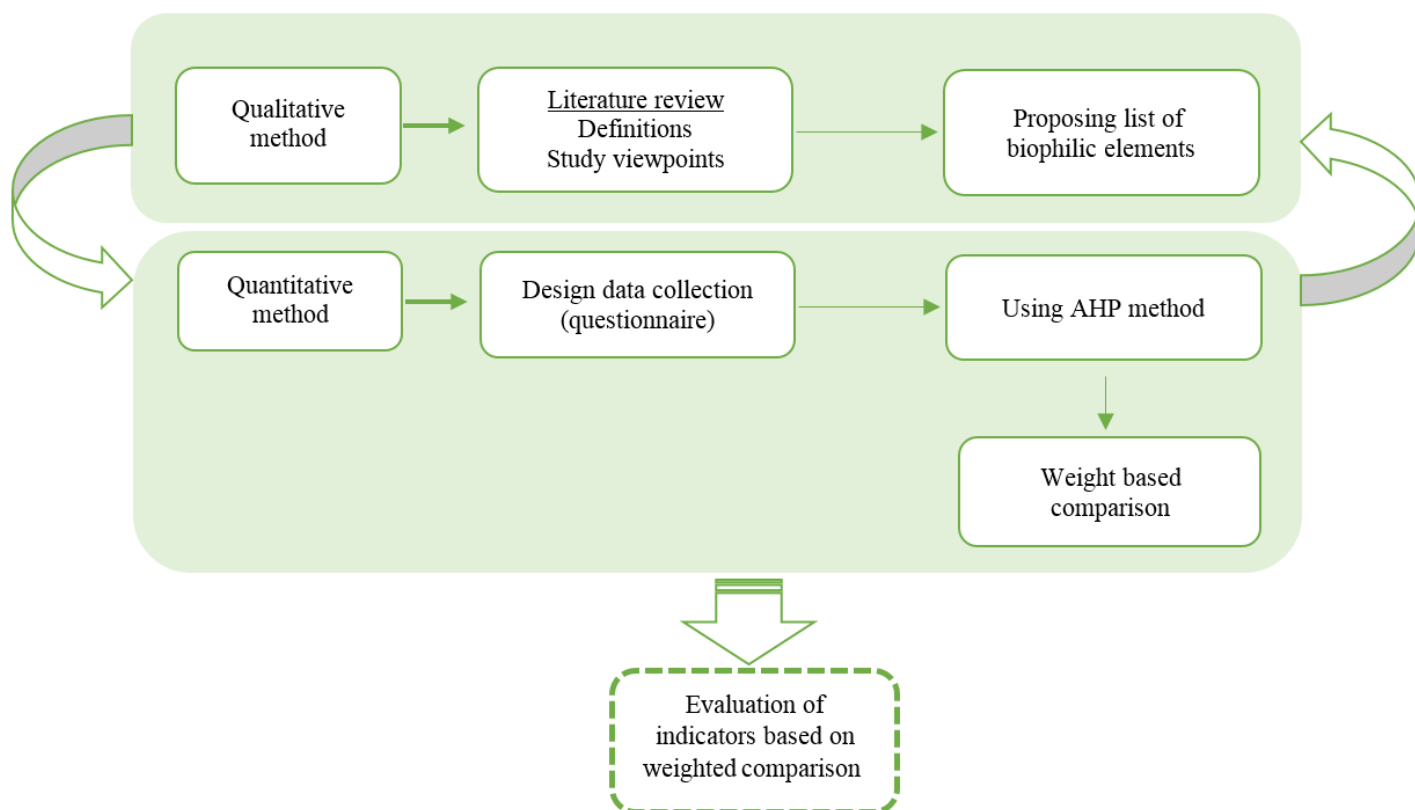 Qualitative
method
Literature review
Definitions
Study viewpoints
Proposing list of
biophilic elements
Quantitative
method
Design data collection
(questionnaire)
Using AHP method
Weight based
comparison
Evaluation of
indicators based on
weighted comparison